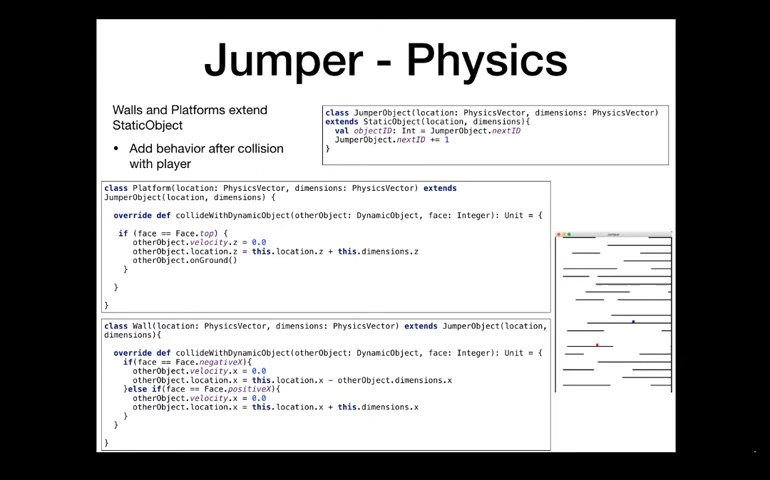 Jumper - Physics
Walls and Platforms extend
StaticObject
• Add behavior after collision
with player
class JumperObject(location: PhysicsVector, dimensions: PhysicsVector)
extends StaticObject(location, dimensions){
val objectID: Int = JumperObject.nextID
JumperObject.nextID += 1
}
class Platform(location: PhysicsVector, dimensions: PhysicsVector) extends
JumperObject(location, dimensions) {
override def collideWithDynamicObject(otherObject: DynamicObject, face: Integer): Unit = {
if (face == Face.top) {
otherObject.velocity.z = 0.0
otherObject.location.z = this.location.z + this.dimensions.z
otherObject.onGround()
}
}
}
class Wall(location: PhysicsVector, dimensions: PhysicsVector) extends JumperObject(location,
dimensions){
override def collideWithDynamicObject(otherObject: DynamicObject, face: Integer): Unit = {
if(face == Face.negativeX){
otherObject.velocity.x = 0.0
otherObject.location.x = this.location.x - otherObject.dimensions.x
}else if(face == Face.positiveX){
otherObject.velocity.x = 0.0
otherObject.location.x = this.location.x + this.dimensions.x
}
}
}
Jumper